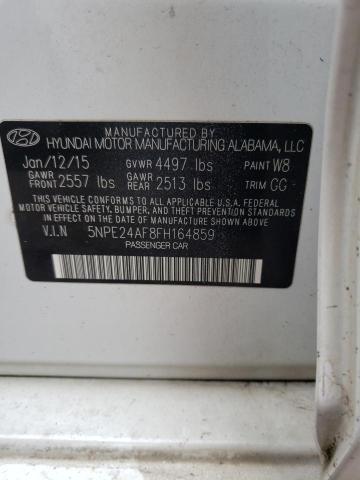 MANUFACTURED BY
HYUNDAI MOTOR MANUFACTURING ALABAMA, LLC
Jan/12/15 GVWR 4497 lbs PAINT W8
GAWR FRONT 2557 lbs GAWR REAR 2513 lbs TRIM GG
THIS VEHICLE CONFORMS TO ALL APPLICABLE U.S.A. FEDERAL
MOTOR VEHICLE SAFETY, BUMPER, AND THEFT PREVENTION
STANDARDS IN EFFECT ON THE DATE OF MANUFACTURE SHOWN ABOVE.
V.I.N 5NPE24AF8FH164859
PASSENGER CAR